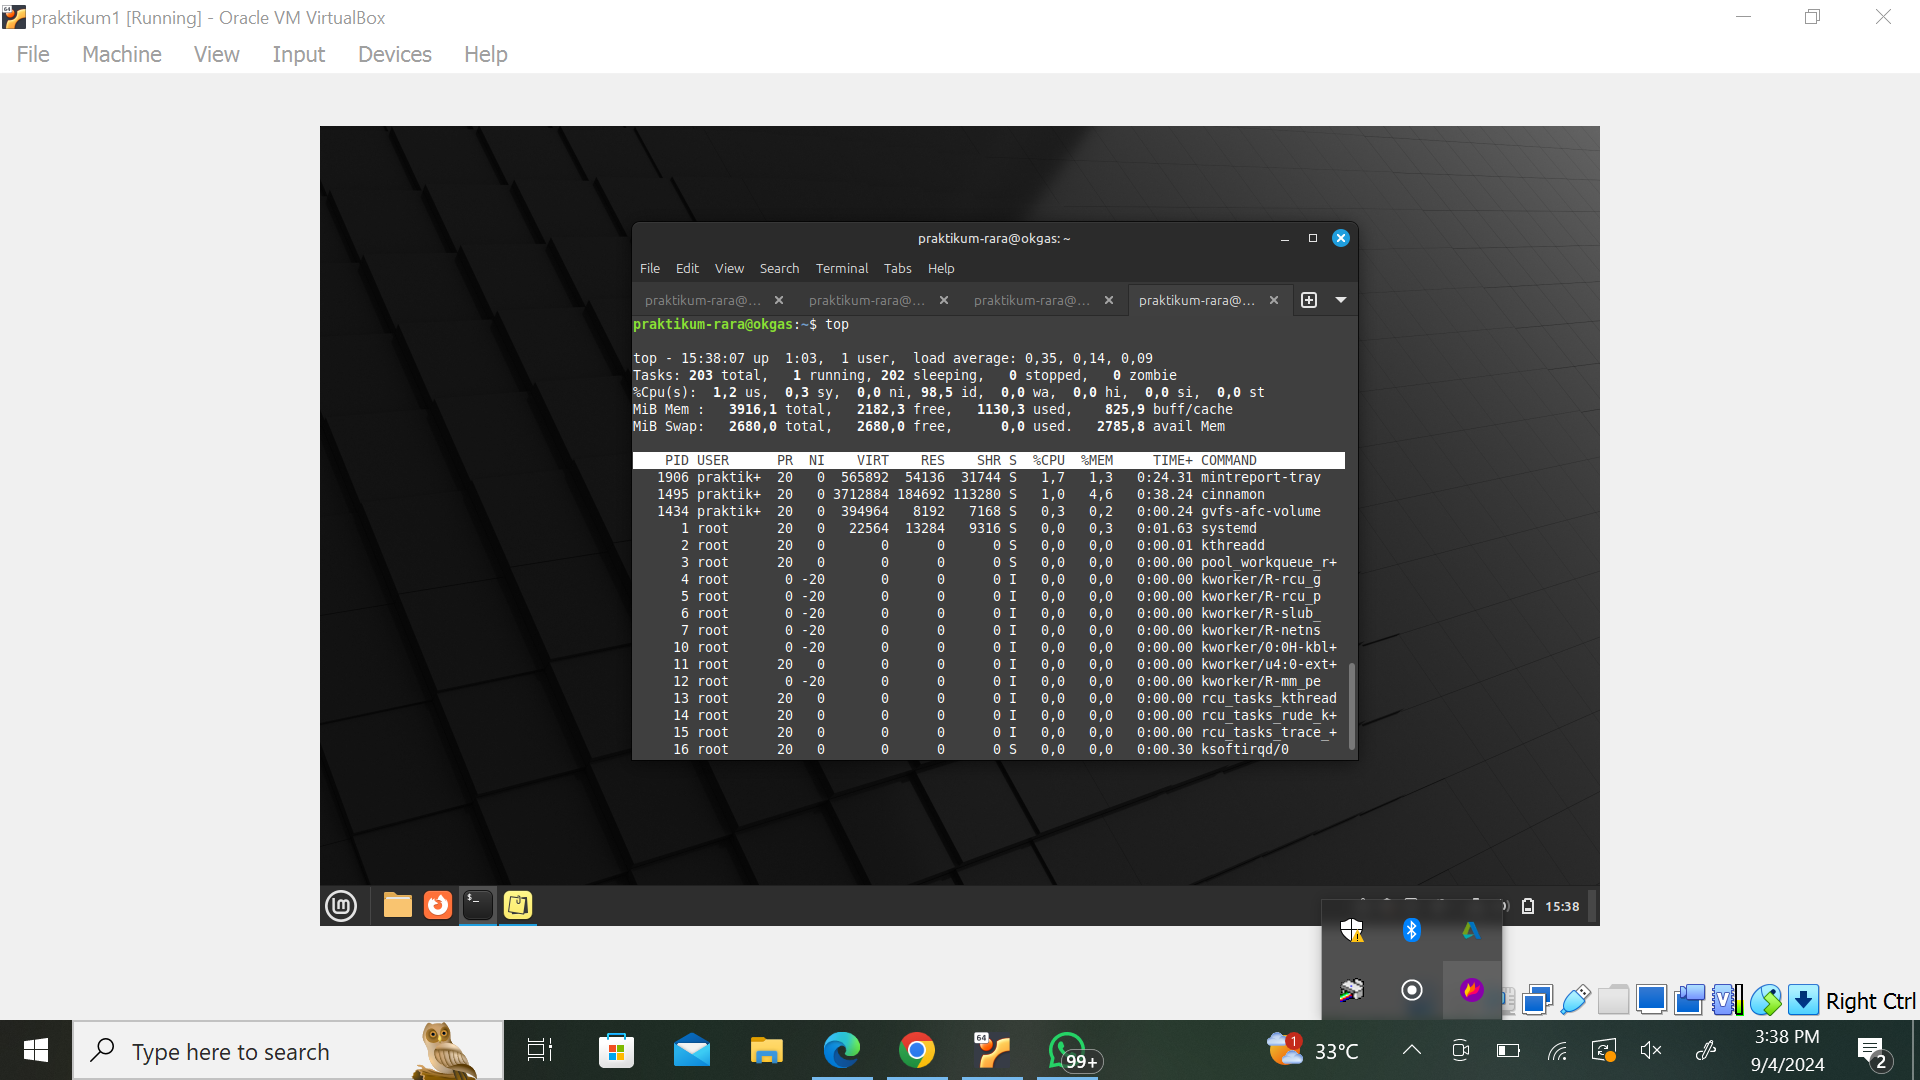 praktikum1 [Running] - Oracle VM VirtualBox
File Machine View Input Devices Help
praktikum-rara@okgas: ~
File Edit View Search Terminal Tabs Help
praktikum-rara@... praktikum-rara@... praktikum-rara@... praktikum-rara@...
praktikum-rara@okgas:~$ top
top - 15:38:07 up  1:03,  1 user,  load average: 0,35, 0,14, 0,09
Tasks: 203 total,   1 running, 202 sleeping,   0 stopped,   0 zombie
%Cpu(s):  1,2 us,  0,3 sy,  0,0 ni, 98,5 id,  0,0 wa,  0,0 hi,  0,0 si,  0,0 st
MiB Mem :   3916,1 total,   2182,3 free,   1130,3 used,    825,9 buff/cache
MiB Swap:   2680,0 total,   2680,0 free,      0,0 used.   2785,8 avail Mem
PID USER      PR  NI    VIRT    RES    SHR S  %CPU  %MEM     TIME+ COMMAND
1906 praktik+  20   0  565892  54136  31744 S   1,7   1,3   0:24.31 mintreport-tray
1495 praktik+  20   0 3712884 184692 113280 S   1,0   4,6   0:38.24 cinnamon
1434 praktik+  20   0  394964   8192   7168 S   0,3   0,2   0:00.24 gvfs-afc-volume
1 root      20   0   22564  13284   9316 S   0,0   0,3   0:01.63 systemd
2 root      20   0       0      0      0 S   0,0   0,0   0:00.01 kthreadd
3 root      20   0       0      0      0 S   0,0   0,0   0:00.00 pool_workqueue_r+
4 root       0 -20       0      0      0 I   0,0   0,0   0:00.00 kworker/R-rcu_g
5 root       0 -20       0      0      0 I   0,0   0,0   0:00.00 kworker/R-rcu_p
6 root       0 -20       0      0      0 I   0,0   0,0   0:00.00 kworker/R-slub_
7 root       0 -20       0      0      0 I   0,0   0,0   0:00.00 kworker/R-netns
10 root       0 -20       0      0      0 I   0,0   0,0   0:00.00 kworker/0:0H-kbl+
11 root      20   0       0      0      0 I   0,0   0,0   0:00.00 kworker/u4:0-ext+
12 root       0 -20       0      0      0 I   0,0   0,0   0:00.00 kworker/R-mm_pe
13 root      20   0       0      0      0 I   0,0   0,0   0:00.00 rcu_tasks_kthread
14 root      20   0       0      0      0 I   0,0   0,0   0:00.00 rcu_tasks_rude_k+
15 root      20   0       0      0      0 I   0,0   0,0   0:00.00 rcu_tasks_trace_+
16 root      20   0       0      0      0 S   0,0   0,0   0:00.30 ksoftirqd/0
15:38
Right Ctrl
Type here to search
64
99+
1
33°C
3:38 PM
9/4/2024
2